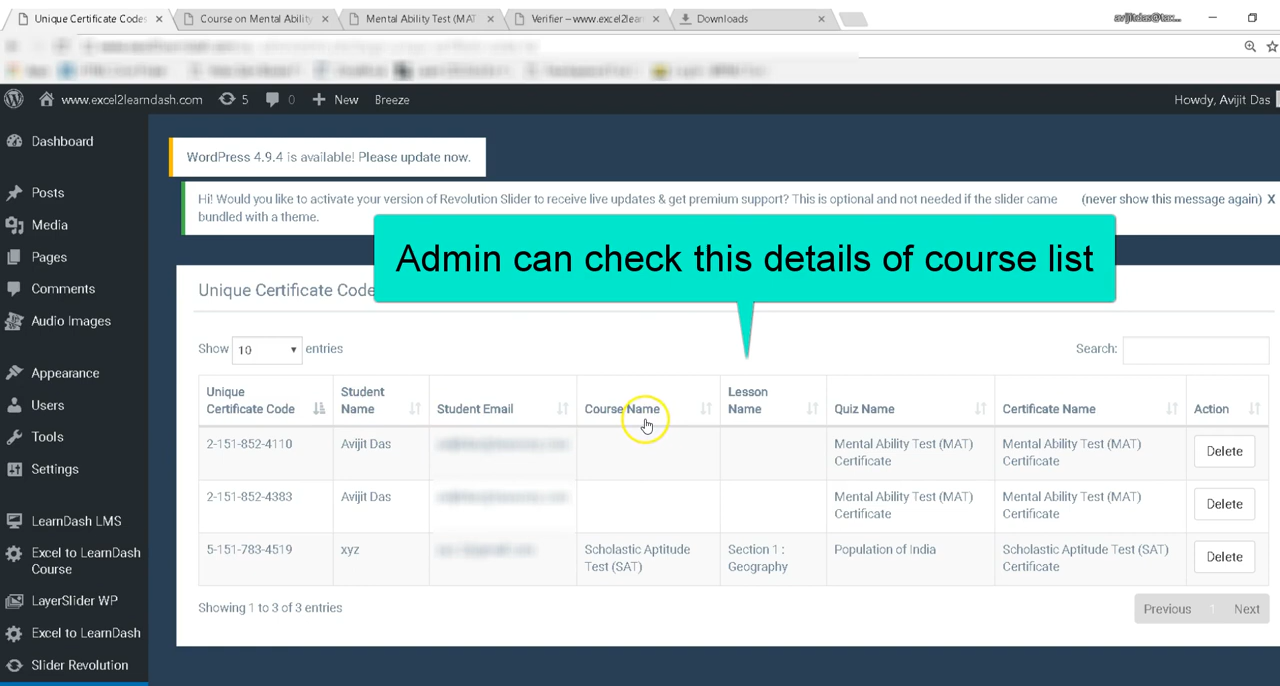 Unique Certificate Codes
Course on Mental Ability
Mental Ability Test (MAT
Verifier – www.excel2lear
Downloads
www.excel2learndash.com
5
0
New
Breeze
Howdy, Avijit Das
Dashboard
Posts
Media
Pages
Comments
Audio Images
Appearance
Users
Tools
Settings
LearnDash LMS
Excel to LearnDash
Course
LayerSlider WP
Excel to LearnDash
Slider Revolution
WordPress 4.9.4 is available! Please update now.
Hi! Would you like to activate your version of Revolution Slider to receive live updates & get premium support? This is optional and not needed if the slider came
bundled with a theme.
(never show this message again) X
Admin can check this details of course list
Unique Certificate Code
Show 10 entries
Search:
Unique
Certificate Code
Student
Name
Student Email
Course Name
Lesson
Name
Quiz Name
Certificate Name
Action
2-151-852-4110
Avijit Das
Mental Ability Test (MAT)
Certificate
Mental Ability Test (MAT)
Certificate
Delete
2-151-852-4383
Avijit Das
Mental Ability Test (MAT)
Certificate
Mental Ability Test (MAT)
Certificate
Delete
5-151-783-4519
xyz
Scholastic Aptitude
Test (SAT)
Section 1 :
Geography
Population of India
Scholastic Aptitude Test (SAT)
Certificate
Delete
Showing 1 to 3 of 3 entries
Previous 1 Next